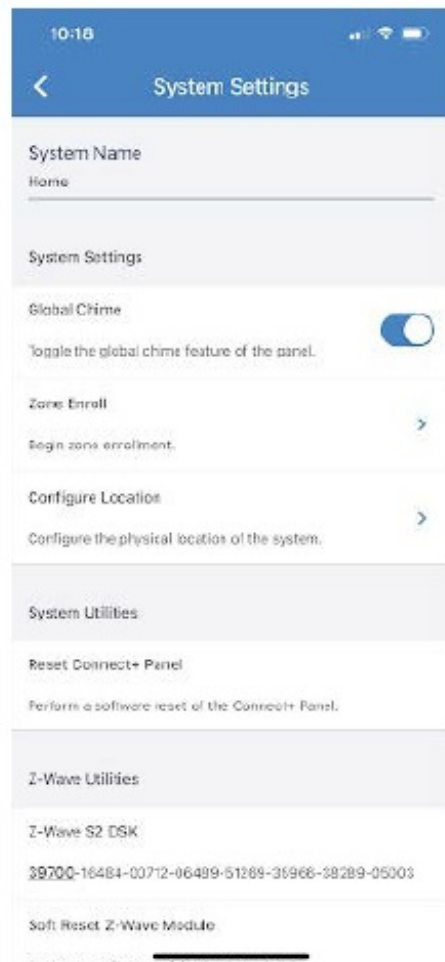 10:18
System Settings
System Name
Home
System Settings
Global Chime
Toggle the global chime feature of the panel.
Zone Enroll
Begin zone enrollment.
Configure Location
Configure the physical location of the system.
System Utilities
Reset Connect+ Panel
Perform a software reset of the Connect+ Panel.
Z-Wave Utilities
Z-Wave S2 DSK
39700-16484-00712-06489-51269-35966-38289-05003
Soft Reset Z-Wave Module